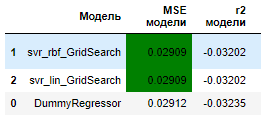 Модель MSE модели r2 модели
1 svr_rbf_GridSearch 0.02909 -0.03202
2 svr_lin_GridSearch 0.02909 -0.03202
0 DummyRegressor 0.02912 -0.03235